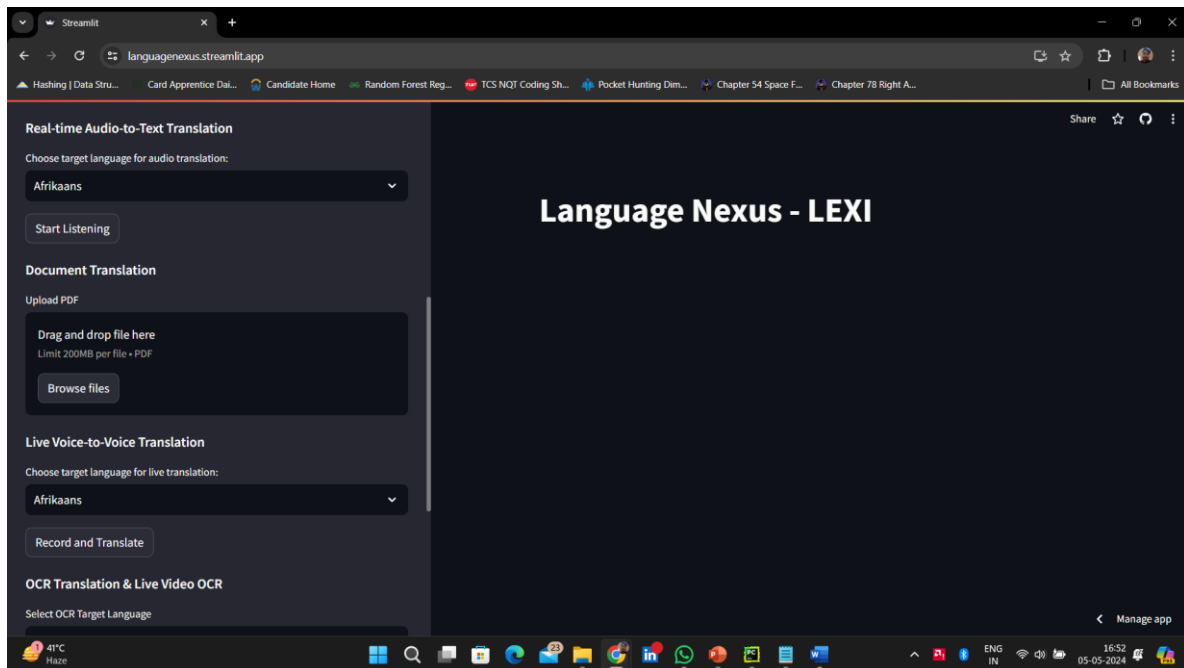 Streamlit
languagenexus.streamlit.app
Hashing | Data Stru...
Card Apprentice Dai...
Candidate Home
Random Forest Reg...
TCS NQT Coding Sh...
Pocket Hunting Dim...
Chapter 54 Space F...
Chapter 78 Right A...
All Bookmarks
Share
Real-time Audio-to-Text Translation
Choose target language for audio translation:
Afrikaans
Start Listening
Document Translation
Upload PDF
Drag and drop file here
Limit 200MB per file • PDF
Browse files
Live Voice-to-Voice Translation
Choose target language for live translation:
Afrikaans
Record and Translate
OCR Translation & Live Video OCR
Select OCR Target Language
Language Nexus - LEXI
Manage app
1
41°C
Haze
23
ENG
IN
16:52
05-05-2024